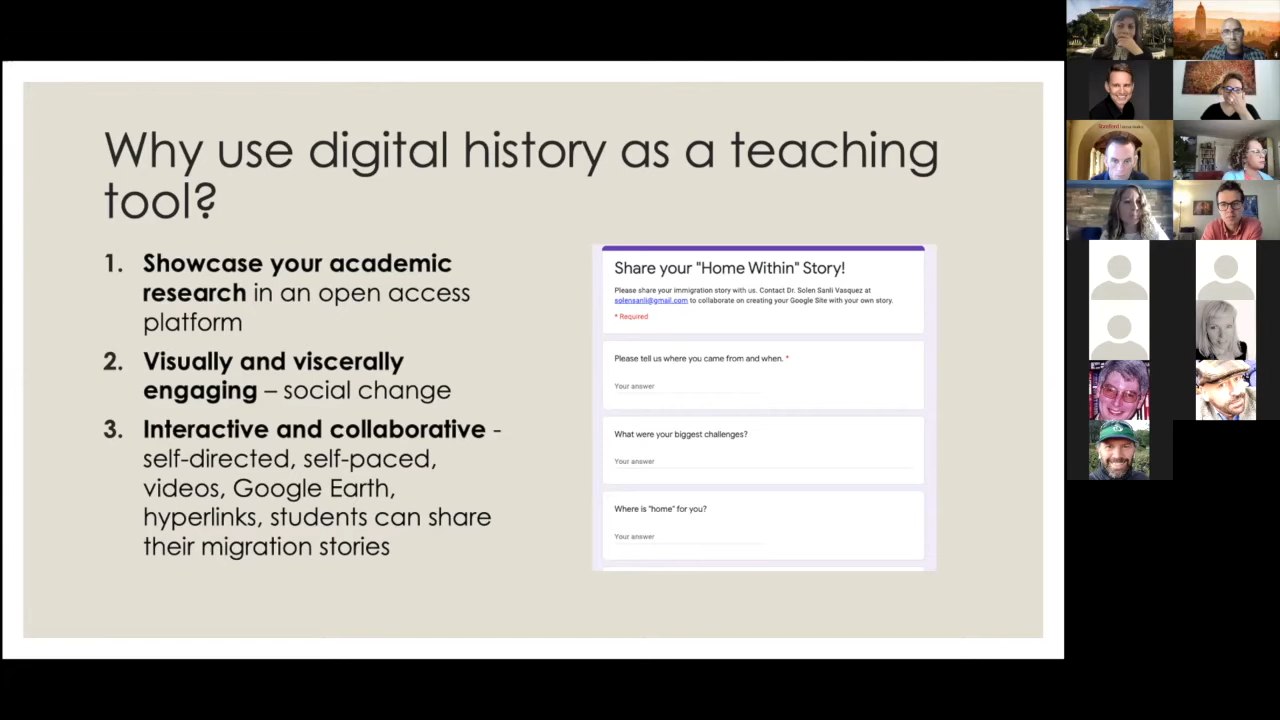 Why use digital history as a teaching
tool?
1. Showcase your academic
research in an open access
platform
2. Visually and viscerally
engaging – social change
3. Interactive and collaborative -
self-directed, self-paced,
videos, Google Earth,
hyperlinks, students can share
their migration stories
Share your "Home Within" Story!
Please share your immigration story with us. Contact Dr. Solen Sanli Vasquez at
solensanli@gmail.com to collaborate on creating your Google Site with your own story.
* Required
Please tell us where you came from and when. *
Your answer
What were your biggest challenges?
Your answer
Where is "home" for you?
Your answer
Stanford